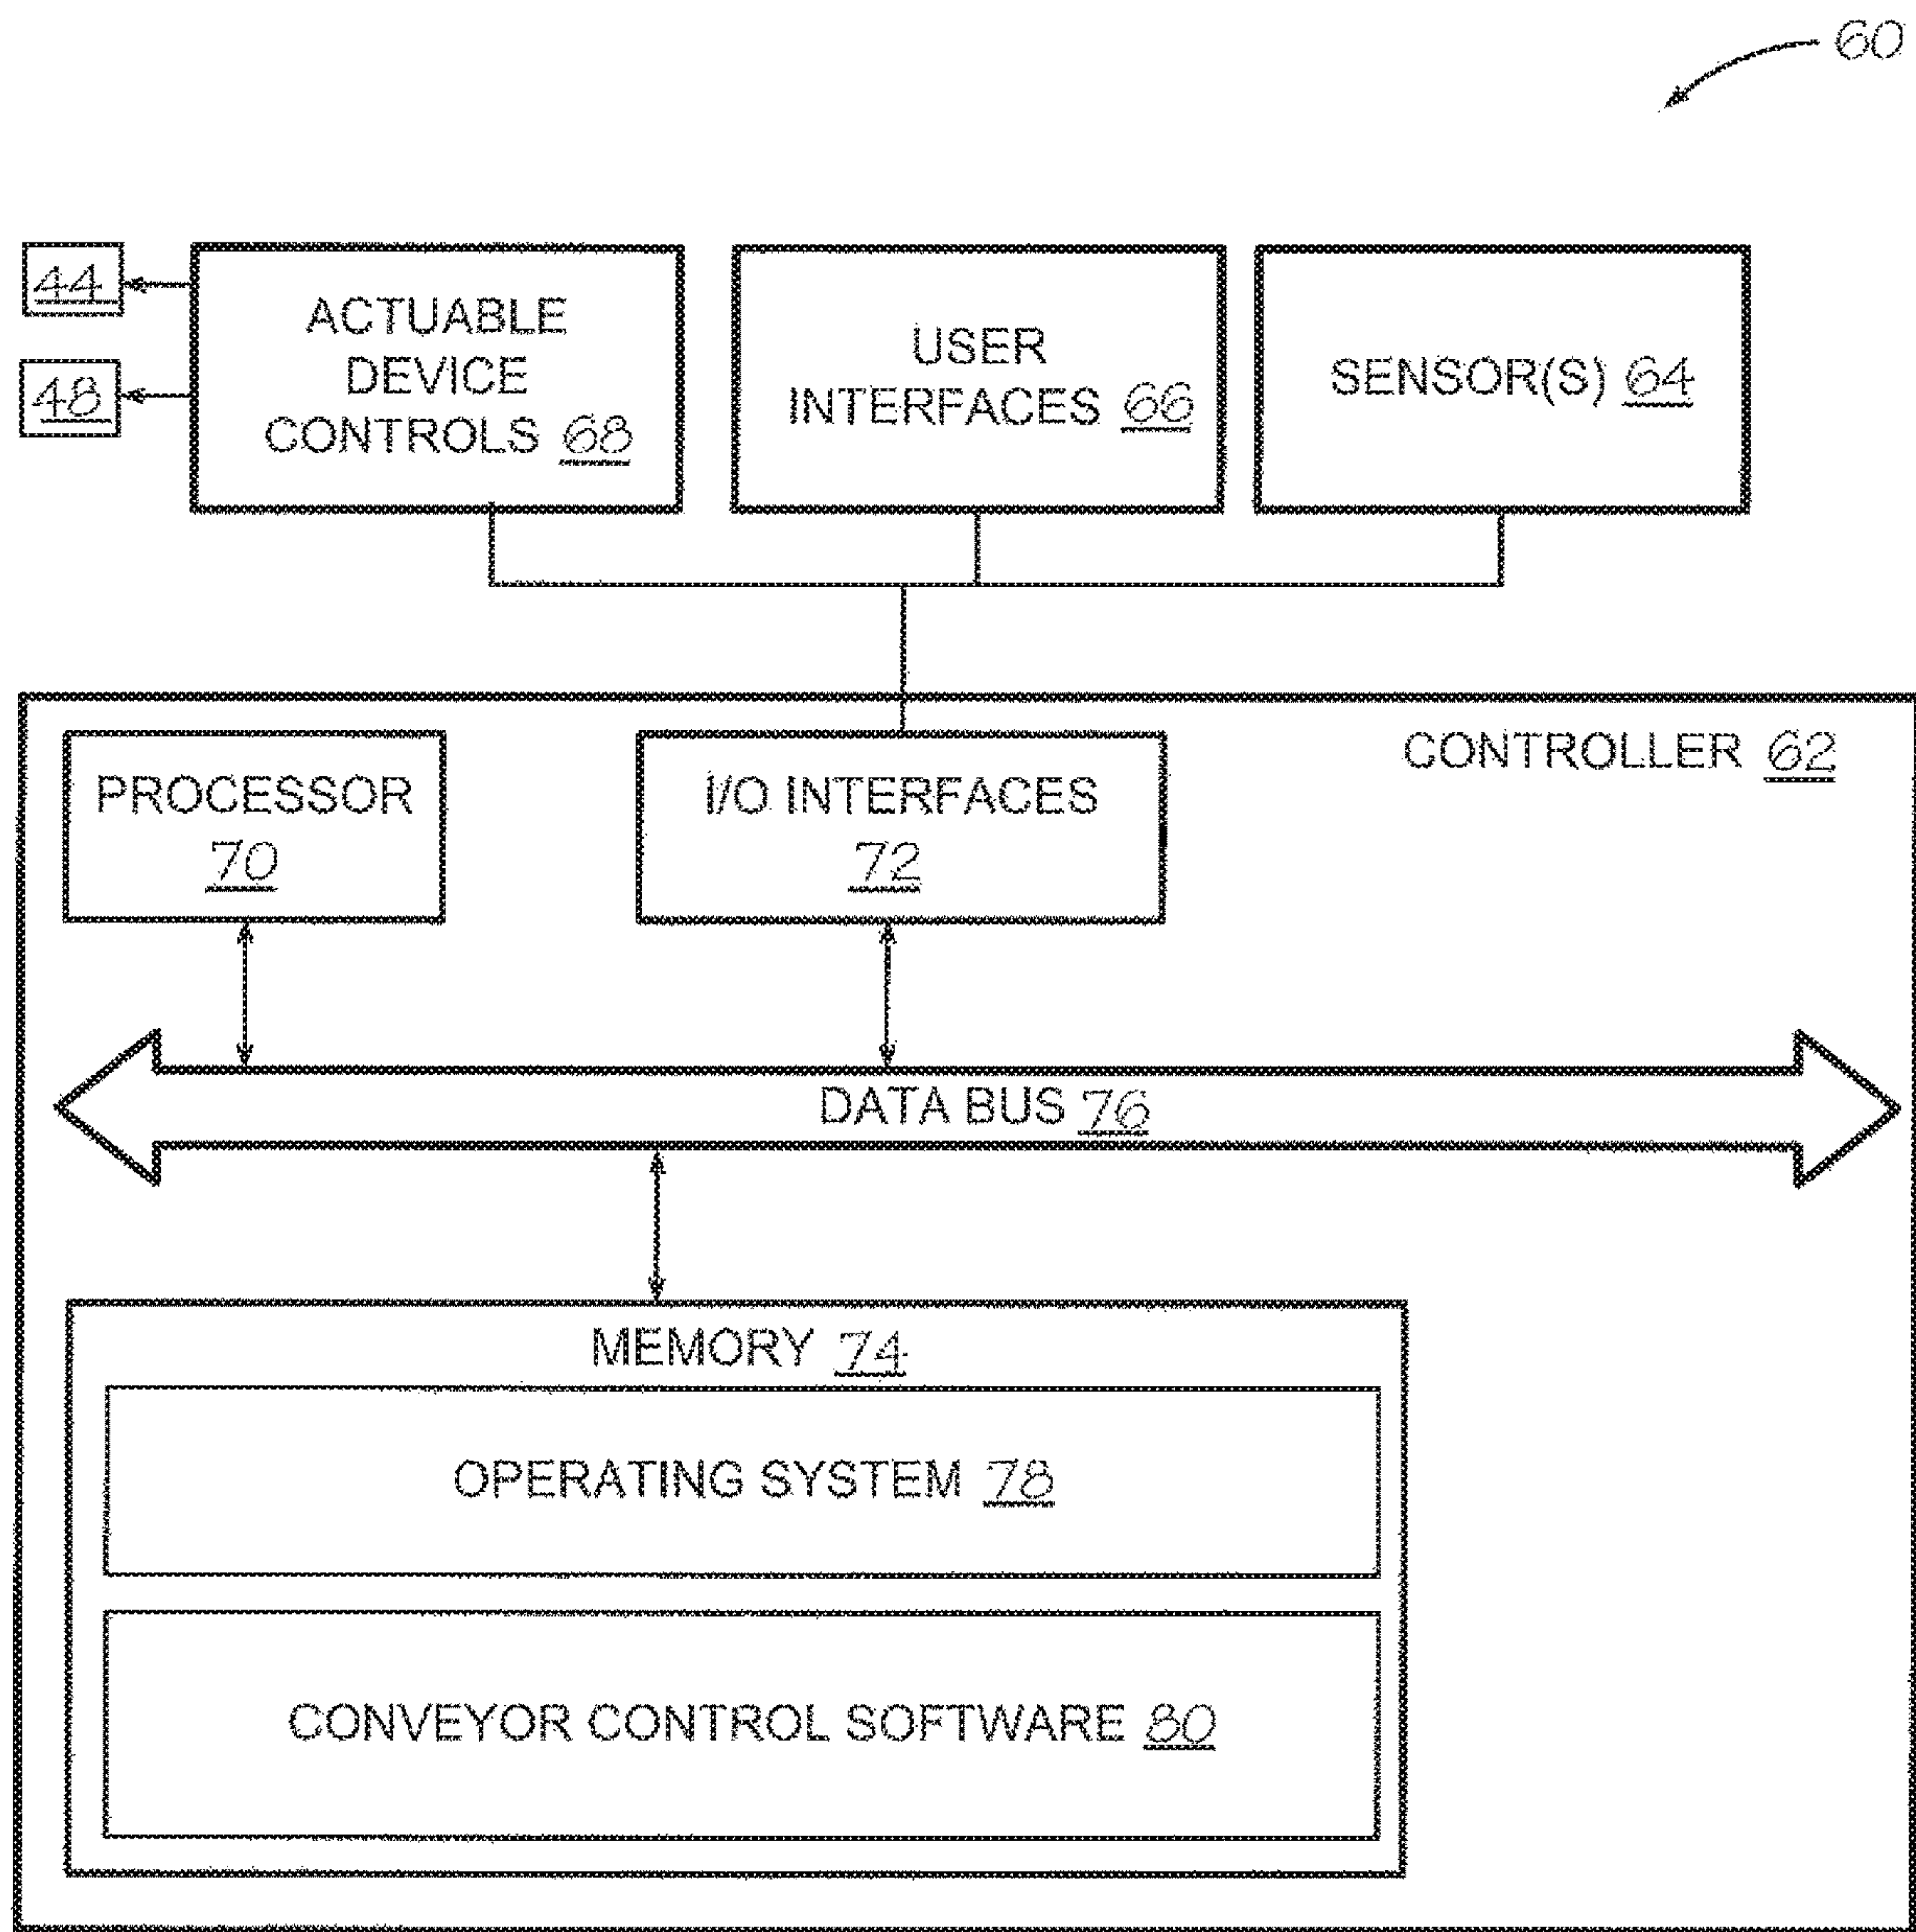 60
44
48
ACTUABLE
DEVICE
CONTROLS 68
USER
INTERFACES 66
SENSOR(S) 64
CONTROLLER 62
PROCESSOR
70
I/O INTERFACES
72
DATA BUS 76
MEMORY 74
OPERATING SYSTEM 78
CONVEYOR CONTROL SOFTWARE 80